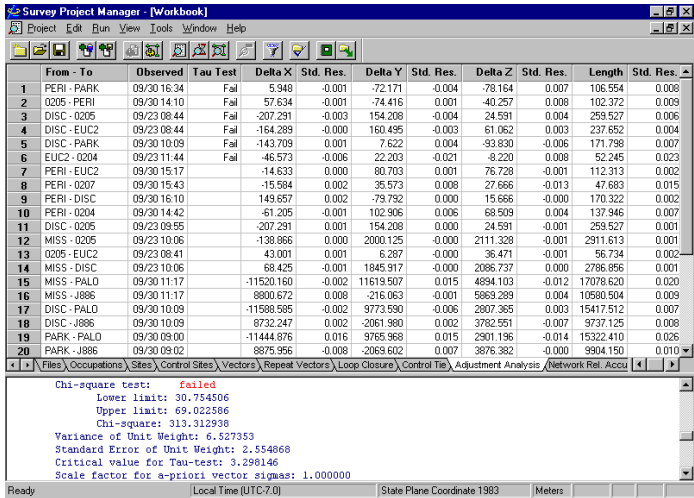 Survey Project Manager - [Workbook]
Project Edit Run View Tools Window Help
From - To Observed Tau Test Delta X Std. Res. Delta Y Std. Res. Delta Z Std. Res. Length Std. Res.
1 PERI - PARK 09/30 16:34 Fail 5.948 -0.001 -72.171 -0.004 -78.164 0.007 106.554 0.008
2 0205 - PERI 09/30 14:10 Fail 57.634 -0.001 -74.416 0.001 -40.257 0.008 102.372 0.009
3 DISC - 0205 09/23 08:44 Fail -207.291 -0.003 154.208 -0.004 24.591 0.004 259.527 0.006
4 DISC - EUC2 09/23 08:44 Fail -164.289 -0.000 160.495 -0.003 61.062 0.003 237.652 0.004
5 DISC - PARK 09/30 10:09 Fail -143.709 0.001 7.622 0.004 -93.830 -0.006 171.798 0.007
6 EUC2 - 0204 09/23 11:44 Fail -46.573 -0.006 22.203 -0.021 -8.220 0.008 52.245 0.023
7 PERI - EUC2 09/30 15:17 -14.633 0.000 80.703 0.001 76.728 -0.001 112.313 0.002
8 PERI - 0207 09/30 15:43 -15.584 0.002 35.573 0.008 27.666 -0.013 47.683 0.015
9 PERI - DISC 09/30 16:10 149.657 0.002 -79.792 0.000 15.666 -0.000 170.322 0.002
10 PERI - 0204 09/30 14:42 -61.205 -0.001 102.906 0.006 68.509 0.004 137.946 0.007
11 DISC - 0205 09/23 09:55 -207.291 0.001 154.208 0.000 24.591 -0.001 259.527 0.001
12 MISS - 0205 09/23 10:06 -138.866 0.000 2000.125 -0.000 2111.328 -0.001 2911.613 0.001
13 0205 - EUC2 09/23 08:41 43.001 0.001 6.287 -0.000 36.471 -0.001 56.734 0.002
14 MISS - DISC 09/23 10:06 68.425 -0.001 1845.917 -0.000 2086.737 0.000 2786.856 0.001
15 MISS - PALO 09/30 11:17 -11520.160 -0.002 11619.507 0.015 4894.103 -0.012 17078.620 0.020
16 MISS - J886 09/30 11:17 8800.672 0.008 -216.063 -0.001 5869.289 0.004 10580.504 0.009
17 DISC - PALO 09/30 10:09 -11588.585 -0.002 9773.590 -0.006 2807.365 0.003 15417.512 0.007
18 DISC - J886 09/30 10:09 8732.247 0.002 -2061.980 0.002 3782.551 -0.007 9737.125 0.008
19 PARK - PALO 09/30 09:00 -11444.876 0.016 9765.968 0.015 2901.196 -0.014 15322.410 0.026
20 PARK - J886 09/30 09:02 8875.956 -0.008 -2069.602 0.007 3876.382 -0.000 9904.150 0.010
Files Occupations Sites Control Sites Vectors Repeat Vectors Loop Closure Control Tie Adjustment Analysis Network Rel. Accu
Chi-square test: failed
Lower limit: 30.754506
Upper limit: 69.022586
Chi-square: 313.312938
Variance of Unit Weight: 6.527353
Standard Error of Unit Weight: 2.554868
Critical value for Tau-test: 3.298146
Scale factor for a-priori vector sigmas: 1.000000
Ready Local Time (UTC-7.0) State Plane Coordinate 1983 Meters